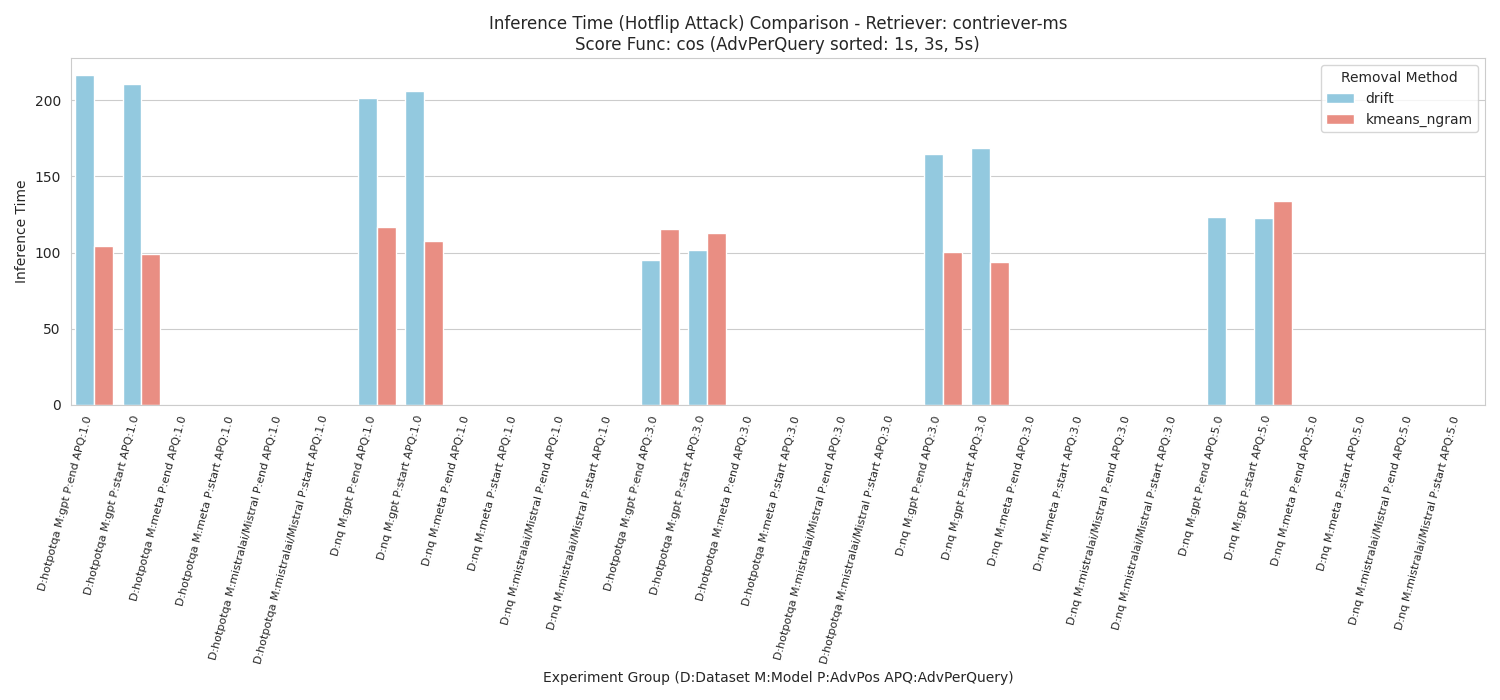 Inference Time (Hotflip Attack) Comparison - Retriever: contriever-ms
Score Func: cos (AdvPerQuery sorted: 1s, 3s, 5s)
Removal Method
drift
kmeans_ngram
Inference Time
200
150
100
50
0
D:hotpotqa M:gpt P:end APQ:1.0
D:hotpotqa M:gpt P:start APQ:1.0
D:hotpotqa M:meta P:end APQ:1.0
D:hotpotqa M:meta P:start APQ:1.0
D:hotpotqa M:mistralai/Mistral P:end APQ:1.0
D:hotpotqa M:mistralai/Mistral P:start APQ:1.0
D:nq M:gpt P:end APQ:1.0
D:nq M:gpt P:start APQ:1.0
D:nq M:meta P:end APQ:1.0
D:nq M:meta P:start APQ:1.0
D:nq M:mistralai/Mistral P:end APQ:1.0
D:nq M:mistralai/Mistral P:start APQ:1.0
D:hotpotqa M:gpt P:end APQ:3.0
D:hotpotqa M:gpt P:start APQ:3.0
D:hotpotqa M:meta P:end APQ:3.0
D:hotpotqa M:meta P:start APQ:3.0
D:hotpotqa M:mistralai/Mistral P:end APQ:3.0
D:hotpotqa M:mistralai/Mistral P:start APQ:3.0
D:nq M:gpt P:end APQ:3.0
D:nq M:gpt P:start APQ:3.0
D:nq M:meta P:end APQ:3.0
D:nq M:meta P:start APQ:3.0
D:nq M:mistralai/Mistral P:end APQ:3.0
D:nq M:mistralai/Mistral P:start APQ:3.0
D:nq M:gpt P:end APQ:5.0
D:nq M:gpt P:start APQ:5.0
D:nq M:meta P:end APQ:5.0
D:nq M:meta P:start APQ:5.0
D:nq M:mistralai/Mistral P:end APQ:5.0
D:nq M:mistralai/Mistral P:start APQ:5.0
Experiment Group (D:Dataset M:Model P:AdvPos APQ:AdvPerQuery)